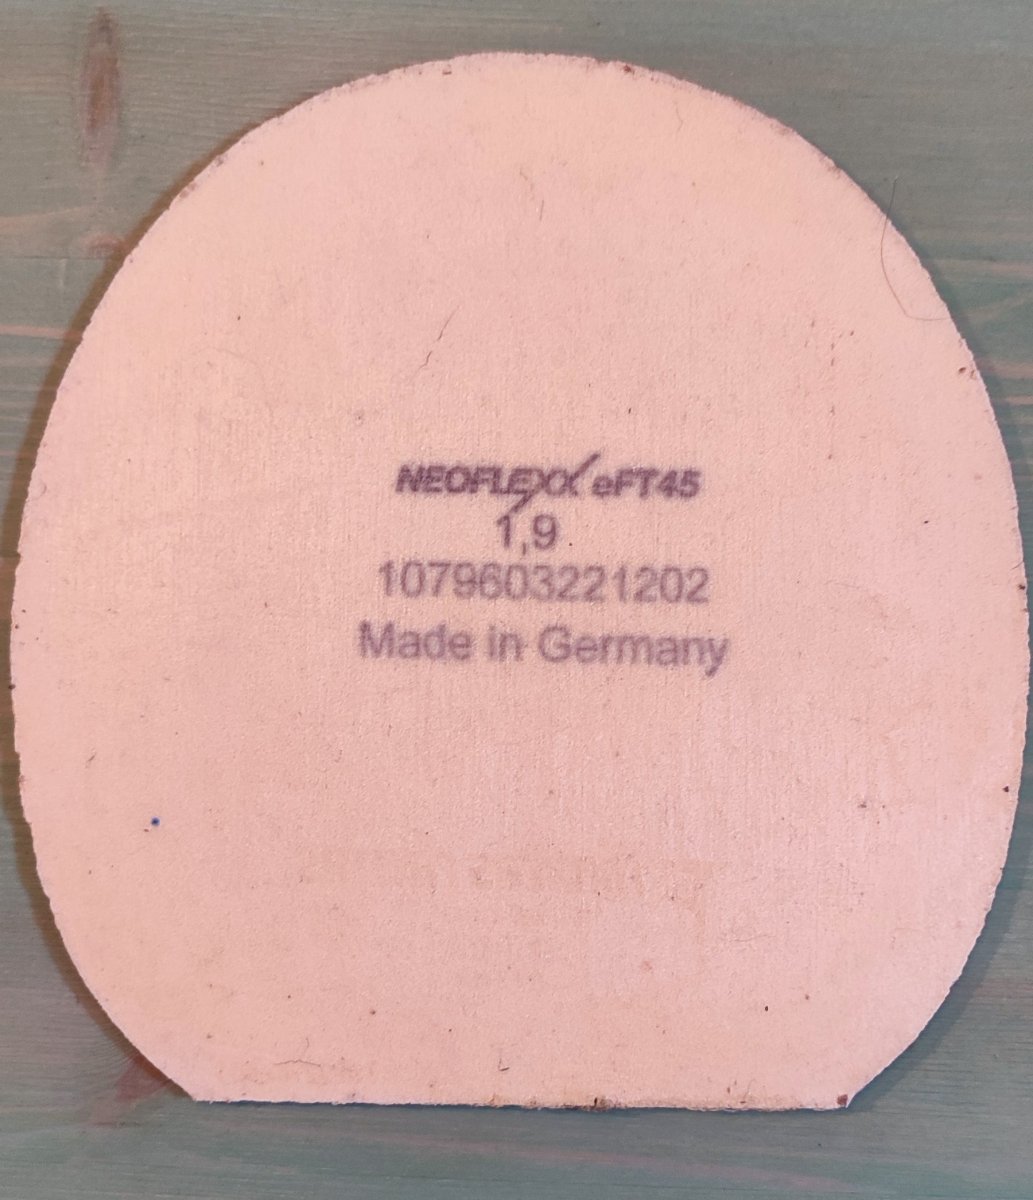 NEOFLEXX eFT45
1,9
1079603221202
Made in Germany